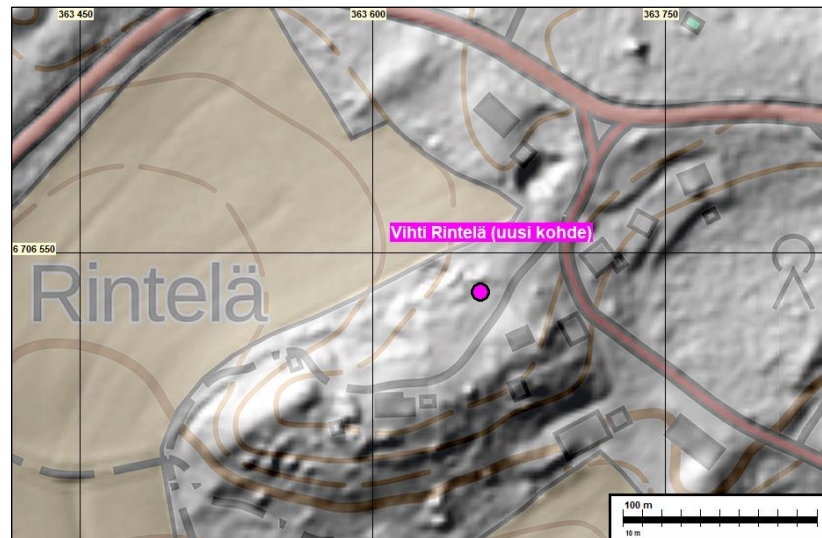 363 450
363 600
363 750
Vihti Rintelä (uusi kohde)
6 706 550
Rintelä
100 m
10 m